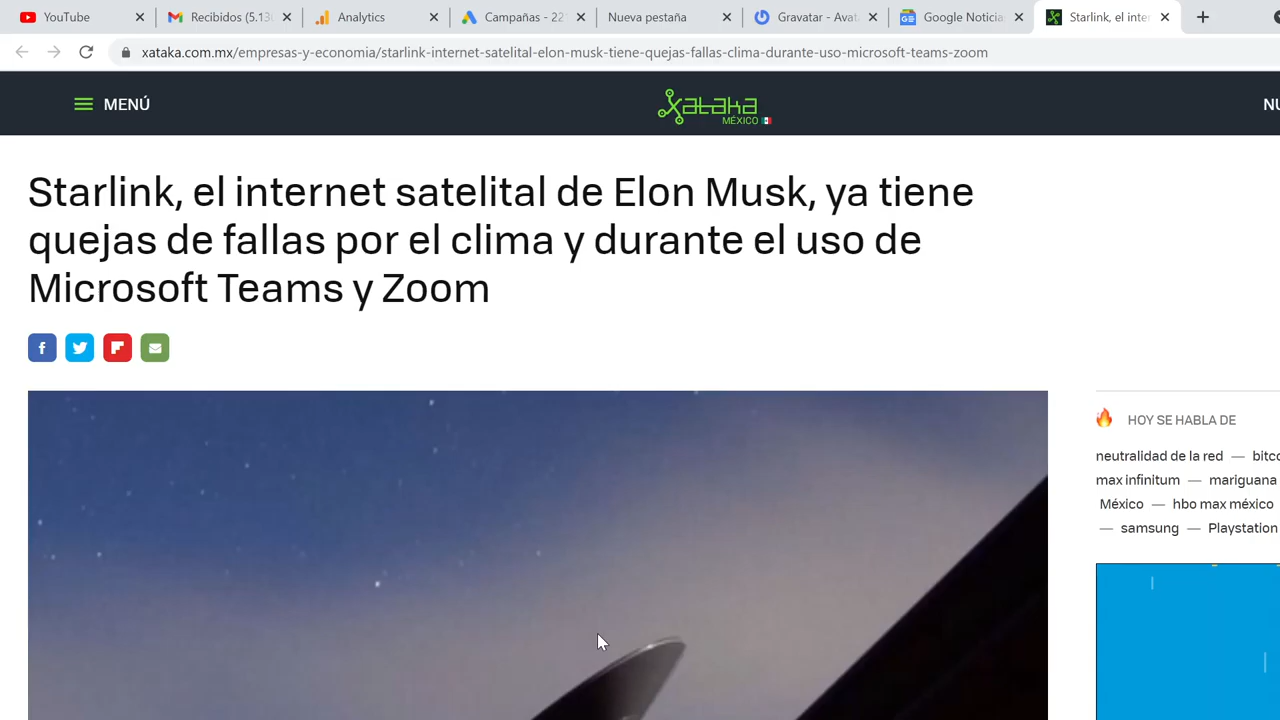 YouTube
Recibidos (5.13
Analytics
Campañas - 22
Nueva pestaña
Gravatar - Avat
Google Noticia
Starlink, el inter
xataka.com.mx/empresas-y-economia/starlink-internet-satelital-elon-musk-tiene-quejas-fallas-clima-durante-uso-microsoft-teams-zoom
MENÚ
xataka
MÉXICO
NU
Starlink, el internet satelital de Elon Musk, ya tiene
quejas de fallas por el clima y durante el uso de
Microsoft Teams y Zoom
HOY SE HABLA DE
neutralidad de la red — bitco
max infinitum — mariguana
México — hbo max méxico
— samsung — Playstation